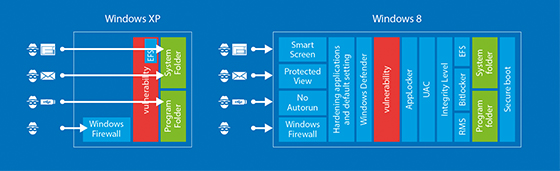 Windows XP
vulnerability
EFS
System
Folder
Program
Folder
Windows
Firewall
Windows 8
Smart
Screen
Protected
View
No
Autorun
Windows
Firewall
Hardening applications
and default setting
Windows Defender
vulnerability
AppLocker
UAC
Integrity Level
EFS
Bitlocker
RMS
System
Folder
Program
Folder
Secure boot